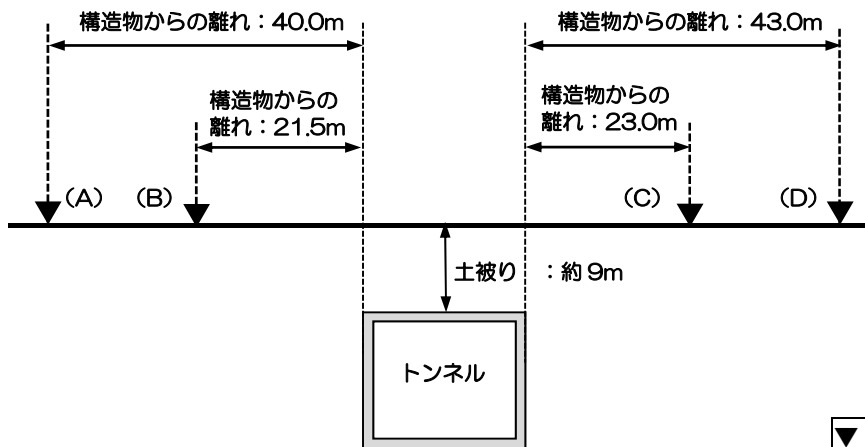 構造物からの離れ：40.0m
構造物からの離れ：43.0m
構造物からの
離れ：21.5m
構造物からの
離れ：23.0m
(A)
(B)
(C)
(D)
土被り　：約9m
トンネル